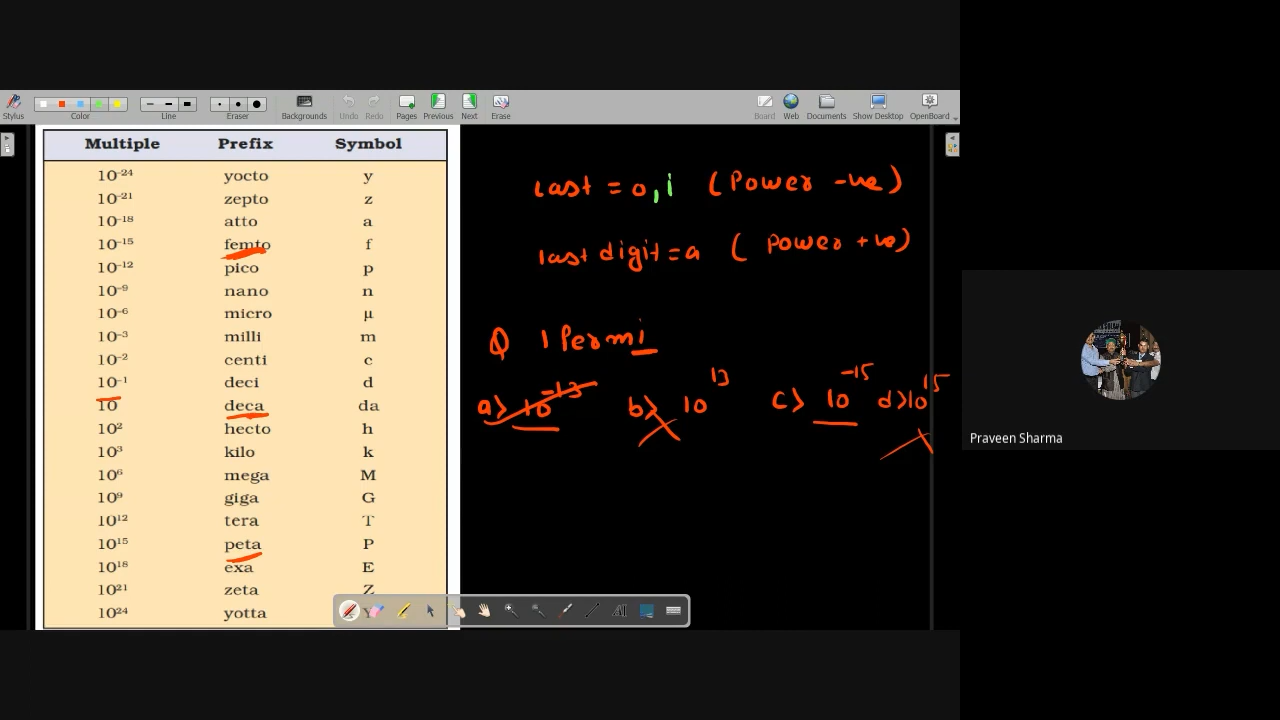 Stylus
Color
Line
Eraser
Backgrounds
Undo Redo
Pages
Previous
Next
Erase
Board
Web
Documents
Show Desktop
OpenBoard
Multiple Prefix Symbol
10⁻²⁴ yocto y
10⁻²¹ zepto z
10⁻¹⁸ atto a
10⁻¹⁵ femto f
10⁻¹² pico p
10⁻⁹ nano n
10⁻⁶ micro μ
10⁻³ milli m
10⁻² centi c
10⁻¹ deci d
10 deca da
10² hecto h
10³ kilo k
10⁶ mega M
10⁹ giga G
10¹² tera T
10¹⁵ peta P
10¹⁸ exa E
10²¹ zeta Z
10²⁴ yotta Y
last = o, i (Power -ve)
last digit = a (Power +ve)
Q 1 Permi
a> 10⁻¹³ b> 10¹³ c> 10⁻¹⁵ d> 10¹⁵
AI
Praveen Sharma